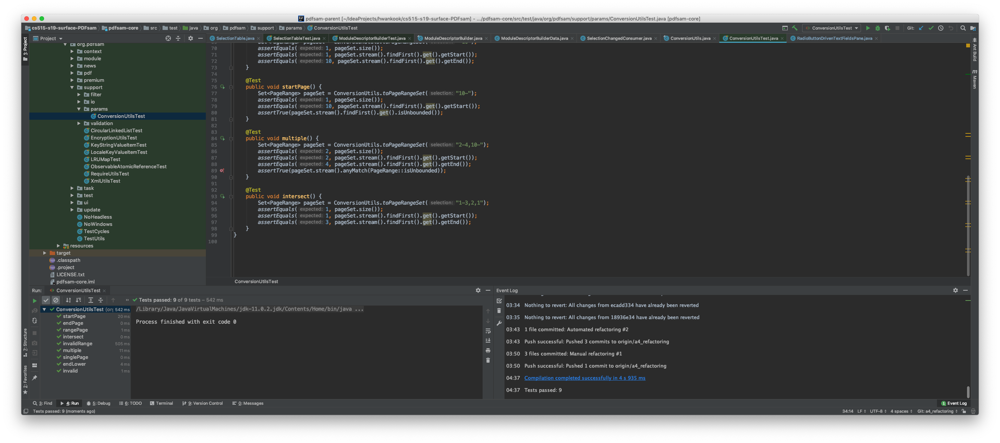 pdfsam-parent [~/IdeaProjects/hwankook/cs515-s19-surface-PDFsam] - .../pdfsam-core/src/test/java/org/pdfsam/support/params/ConversionUtilsTest.java [pdfsam-core]
cs515-s19-surface-PDFsam pdfsam-core src test java org pdfsam support params ConversionUtilsTest ConversionUtilsTest Git:
Project
SelectionTable.java SelectionTableTest.java ModuleDescriptorBuilderTest.java ModuleDescriptorBuilder.java ModuleDescriptorBuilderData.java SelectionChangedConsumer.java ConversionUtils.java ConversionUtilsTest.java RadioButtonDrivenTextFieldsPane.java
1: Project
Z: Structure
2: Favorites
org.pdfsam
context
module
news
pdf
premium
support
filter
io
params
ConversionUtilsTest
validation
CircularLinkedListTest
EncryptionUtilsTest
KeyStringValueItemTest
LocaleKeyValueItemTest
LRUMapTest
ObservableAtomicReferenceTest
RequireUtilsTest
XmlUtilsTest
task
test
ui
update
NoHeadless
NoWindows
TestCycles
TestUtils
resources
target
.classpath
.project
LICENSE.txt
pdfsam-core.iml
70 assertEquals( expected: 1, pageSet.size());
71 assertEquals( expected: 1, pageSet.stream().findFirst().get().getStart());
72 assertEquals( expected: 10, pageSet.stream().findFirst().get().getEnd());
73 }
74
75 @Test
76 public void startPage() {
77 Set<PageRange> pageSet = ConversionUtils.toPageRangeSet( selection: "10-");
78 assertEquals( expected: 1, pageSet.size());
79 assertEquals( expected: 10, pageSet.stream().findFirst().get().getStart());
80 assertTrue(pageSet.stream().findFirst().get().isUnbounded());
81 }
82
83 @Test
84 public void multiple() {
85 Set<PageRange> pageSet = ConversionUtils.toPageRangeSet( selection: "2-4,10-");
86 assertEquals( expected: 2, pageSet.size());
87 assertEquals( expected: 2, pageSet.stream().findFirst().get().getStart());
88 assertEquals( expected: 4, pageSet.stream().findFirst().get().getEnd());
89 assertTrue(pageSet.stream().anyMatch(PageRange::isUnbounded));
90 }
91
92 @Test
93 public void intersect() {
94 Set<PageRange> pageSet = ConversionUtils.toPageRangeSet( selection: "1-3,2,1");
95 assertEquals( expected: 1, pageSet.size());
96 assertEquals( expected: 1, pageSet.stream().findFirst().get().getStart());
97 assertEquals( expected: 3, pageSet.stream().findFirst().get().getEnd());
98 }
99 }
100
ConversionUtilsTest
Ant Build
Maven
Run: ConversionUtilsTest
Tests passed: 9 of 9 tests – 542 ms
ConversionUtilsTest (org 542 ms
startPage 20 ms
endPage 0 ms
rangePage 1 ms
intersect 0 ms
invalidRange 505 ms
multiple 11 ms
singlePage 0 ms
endLower 4 ms
invalid 1 ms
/Library/Java/JavaVirtualMachines/jdk-11.0.2.jdk/Contents/Home/bin/java ...
Process finished with exit code 0
Event Log
03:34 Nothing to revert: All changes from ecadd334 have already been reverted
03:35 Nothing to revert: All changes from 18936e34 have already been reverted
03:43 1 file committed: Automated refactoring #2
03:43 Push successful: Pushed 3 commits to origin/a4_refactoring
03:50 3 files committed: Manual refactoring #1
03:50 Push successful: Pushed 1 commit to origin/a4_refactoring
04:37 Compilation completed successfully in 4 s 935 ms
04:37 Tests passed: 9
3: Find 4: Run 5: Debug 6: TODO Terminal 9: Version Control 0: Messages 1 Event Log
Tests passed: 9 (moments ago) 34:14 LF UTF-8 4 spaces Git: a4_refactoring